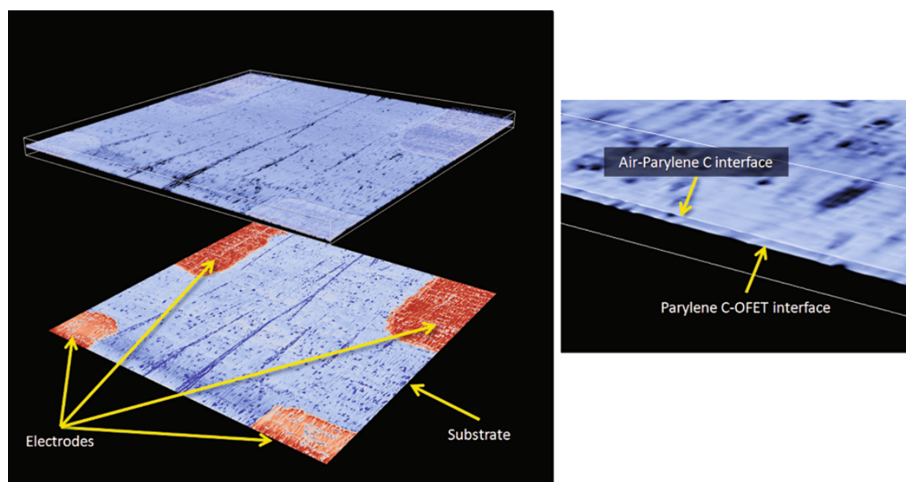 Electrodes
Substrate
Air-Parylene C interface
Parylene C-OFET interface